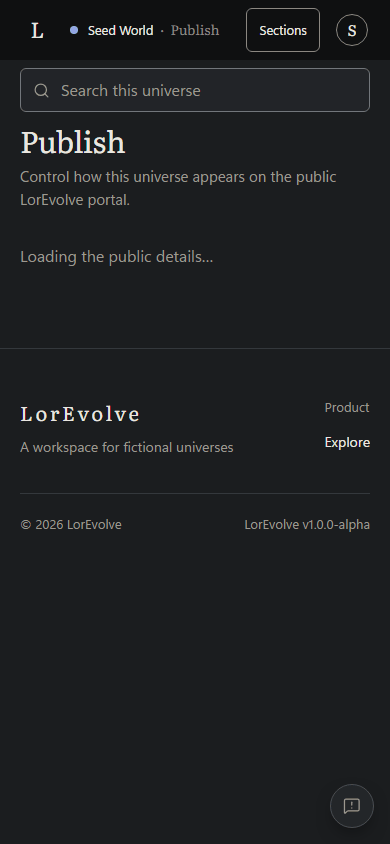 L
Seed World · Publish
Sections
S
Search this universe
Publish
Control how this universe appears on the public
LorEvolve portal.
Loading the public details...
LorEvolve
A workspace for fictional universes
Product
Explore
© 2026 LorEvolve
LorEvolve v1.0.0-alpha